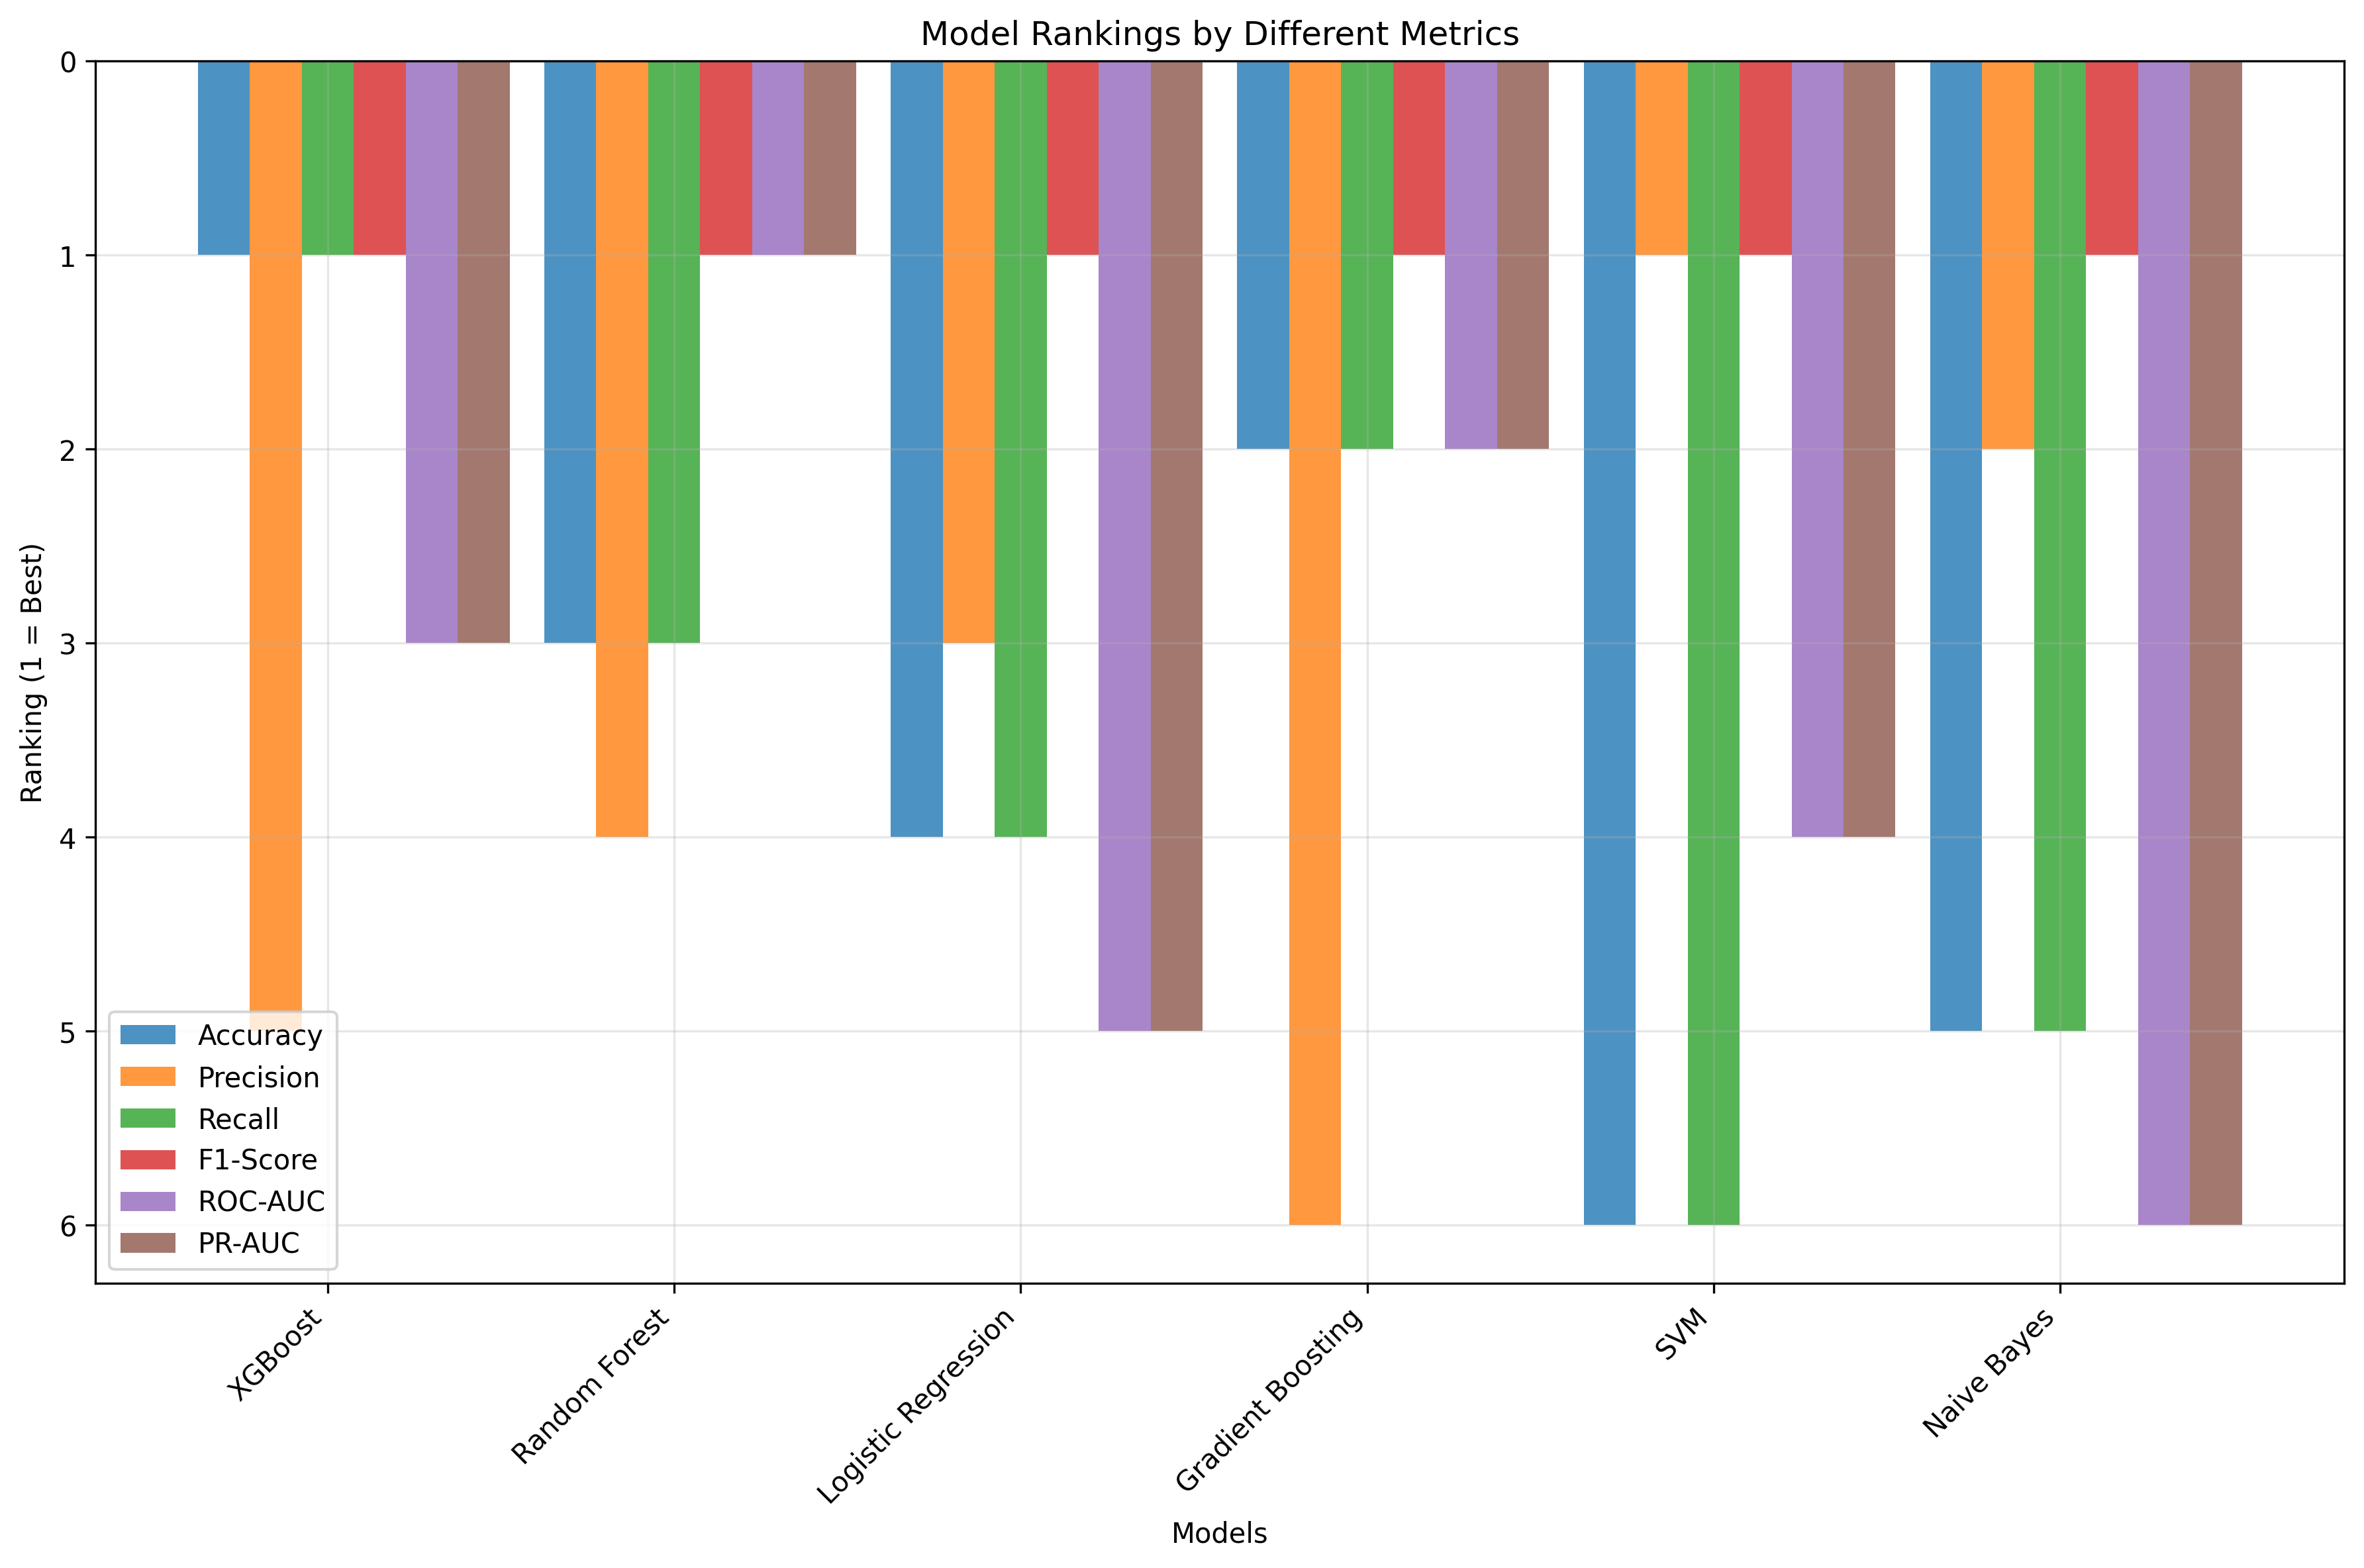 Model Rankings by Different Metrics
0
1
2
3
4
5
6
Ranking (1 = Best)
Accuracy
Precision
Recall
F1-Score
ROC-AUC
PR-AUC
XGBoost
Random Forest
Logistic Regression
Gradient Boosting
SVM
Naive Bayes
Models